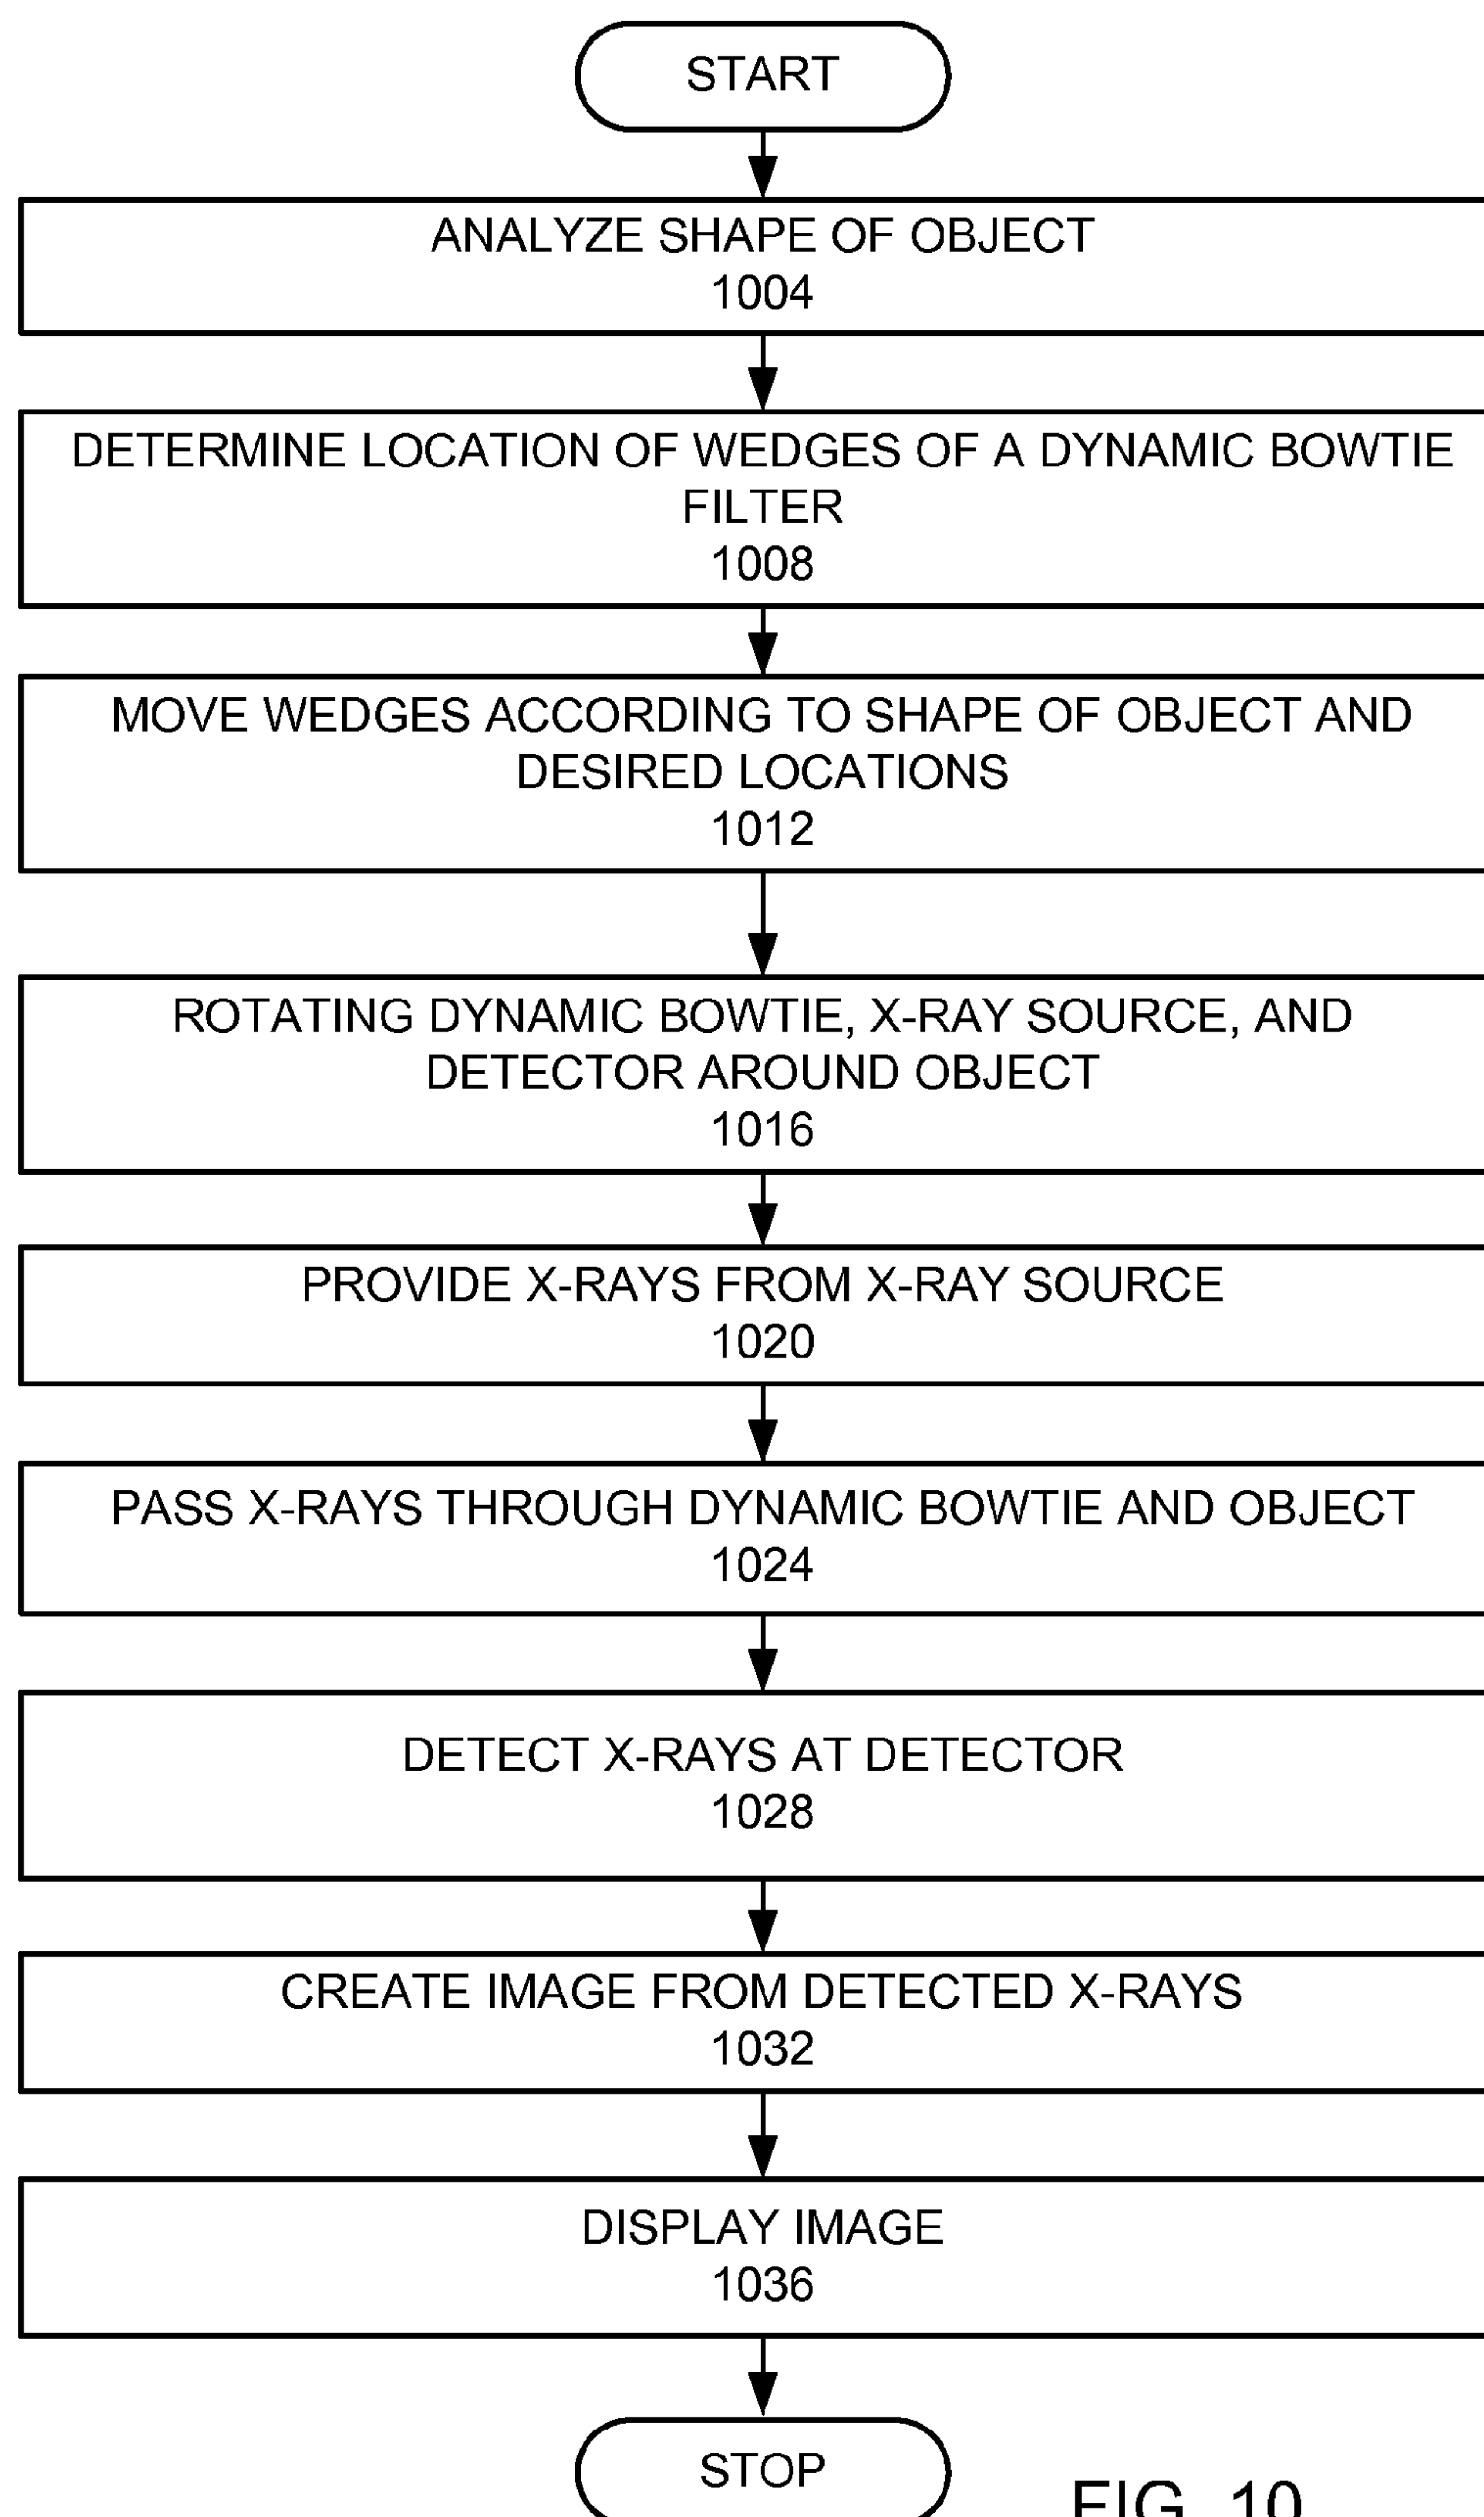 START
ANALYZE SHAPE OF OBJECT
1004
DETERMINE LOCATION OF WEDGES OF A DYNAMIC BOWTIE
FILTER
1008
MOVE WEDGES ACCORDING TO SHAPE OF OBJECT AND
DESIRED LOCATIONS
1012
ROTATING DYNAMIC BOWTIE, X-RAY SOURCE, AND
DETECTOR AROUND OBJECT
1016
PROVIDE X-RAYS FROM X-RAY SOURCE
1020
PASS X-RAYS THROUGH DYNAMIC BOWTIE AND OBJECT
1024
DETECT X-RAYS AT DETECTOR
1028
CREATE IMAGE FROM DETECTED X-RAYS
1032
DISPLAY IMAGE
1036
STOP
FIG. 10